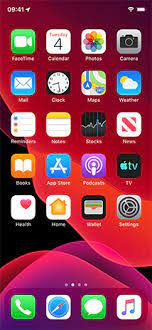 09:41
FaceTime Calendar Photos Camera
Tuesday
4
Mail Clock Maps Weather
Reminders Notes Stocks News
Books App Store Podcasts TV
tv
Health Home Wallet Settings